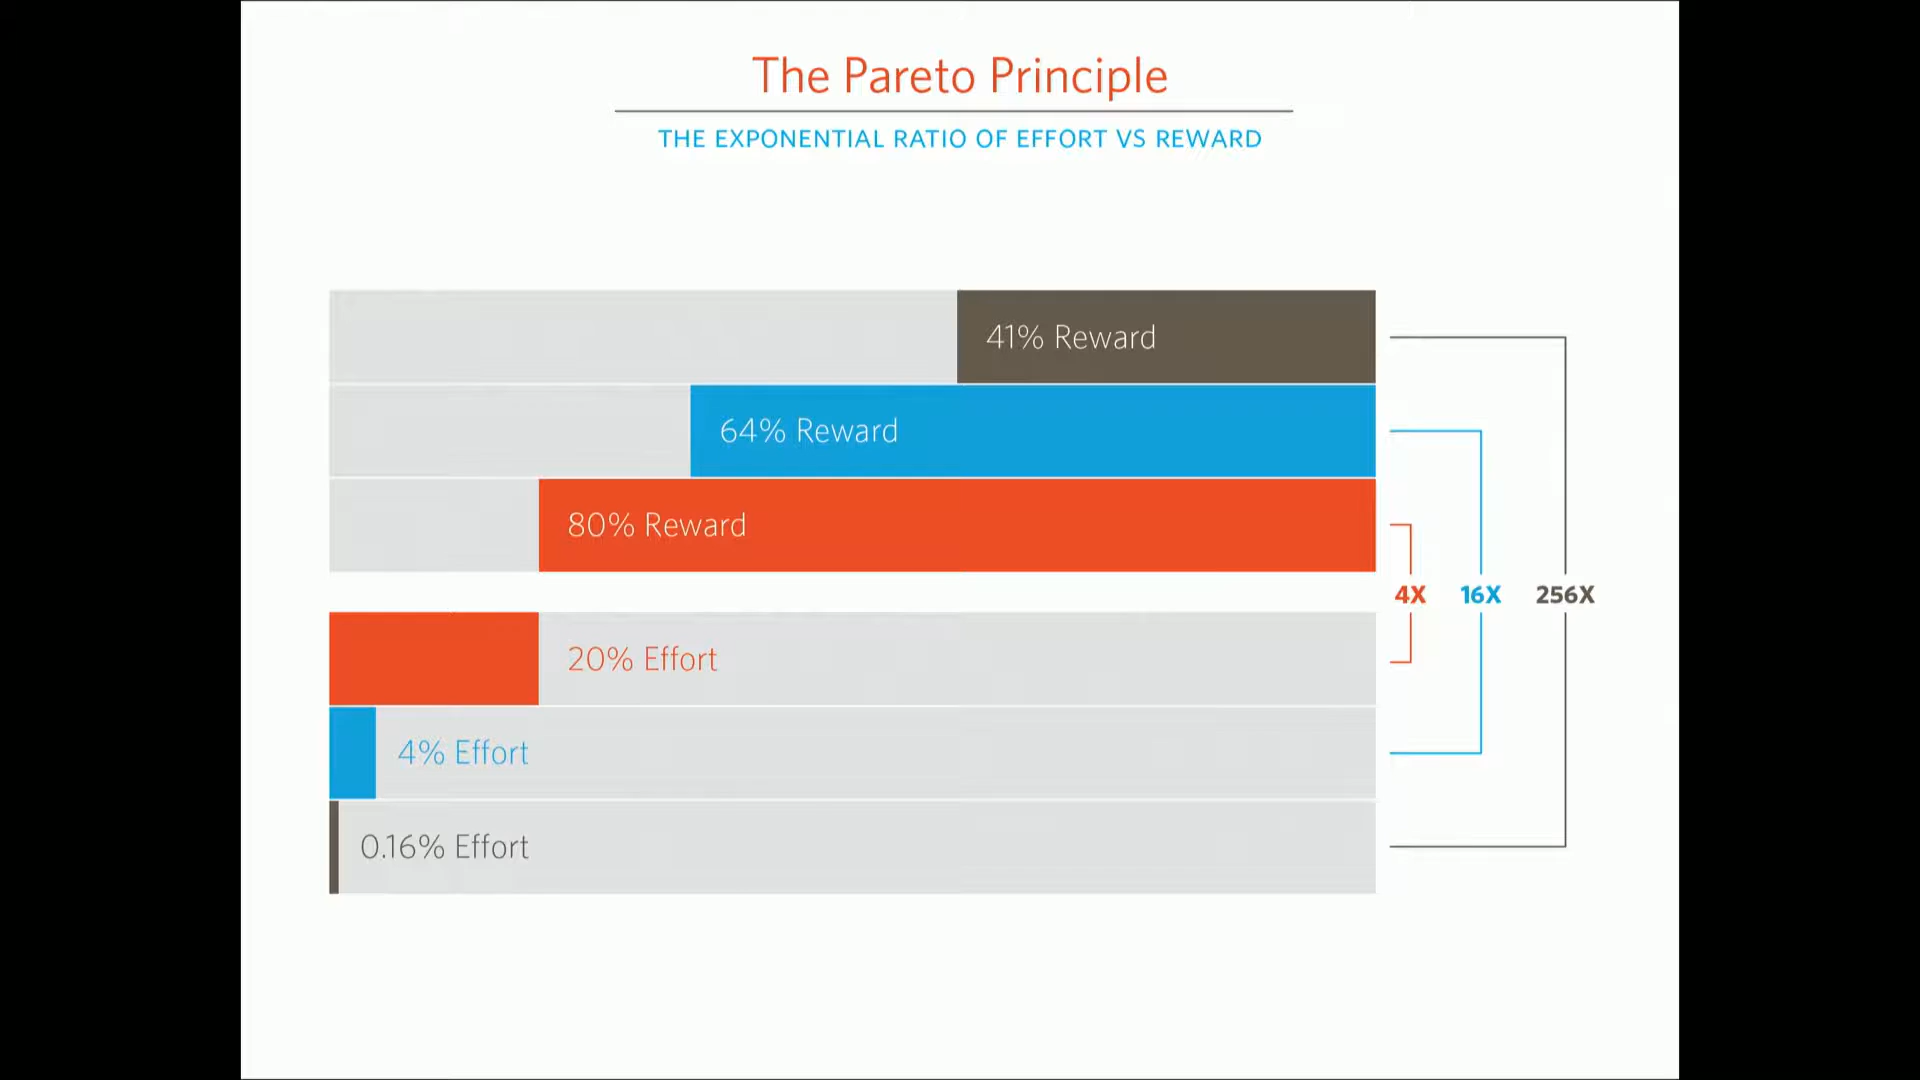 The Pareto Principle
THE EXPONENTIAL RATIO OF EFFORT VS REWARD
41% Reward
64% Reward
80% Reward
4X 16X 256X
20% Effort
4% Effort
0.16% Effort